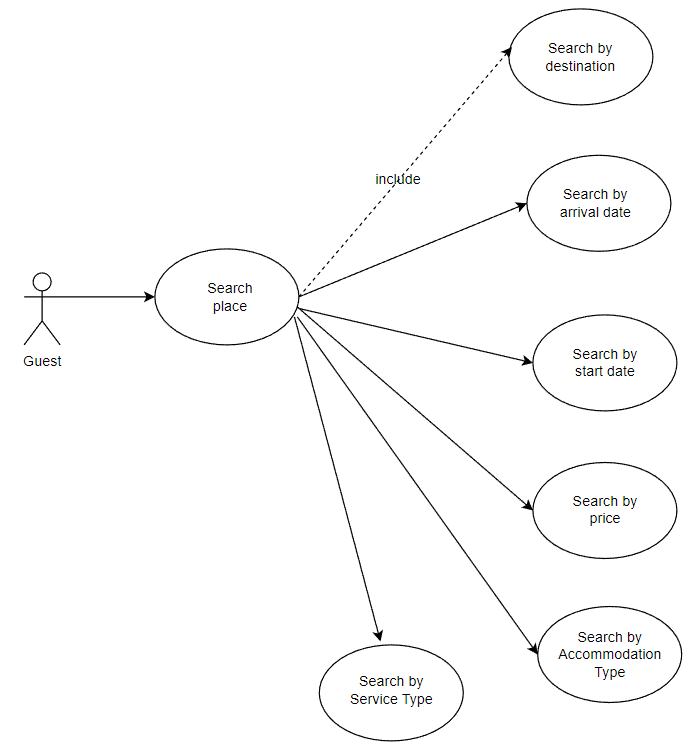 Search by
destination
include
Search by
arrival date
Search
place
Guest
Search by
start date
Search by
price
Search by
Accommodation
Type
Search by
Service Type